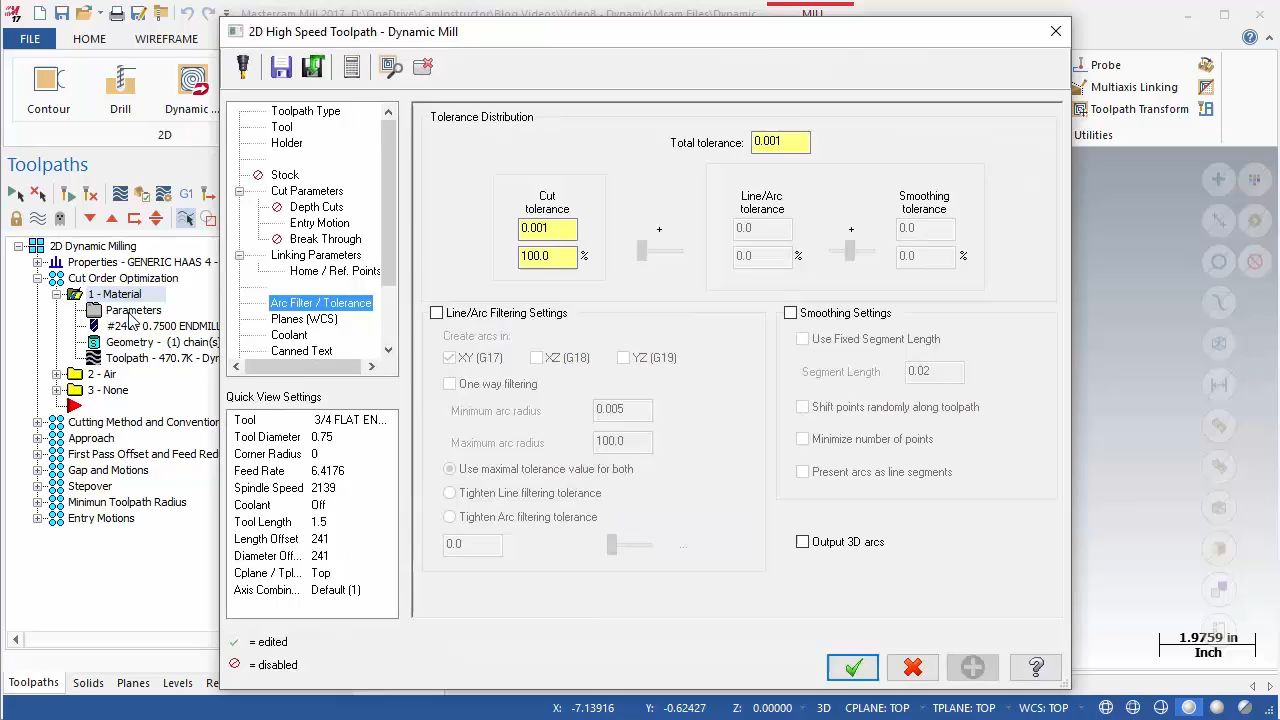 Mastercam Mill 2017 - D:\OneDrive\CamInstructor\Blog Videos\Video8 - Dynamic\Mcam Files\Dynamic
MILL
17
FILE
HOME
WIREFRAME
2D High Speed Toolpath - Dynamic Mill
Contour
Drill
Dynamic ...
2D
Probe
Multiaxis Linking
Toolpath Transform
Utilities
Toolpaths
G1
2D Dynamic Milling
Properties - GENERIC HAAS 4 -
Cut Order Optimization
1 - Material
Parameters
0.7500 ENDMILL
Geometry - (1) chain(s)
Toolpath - 470.7K - Dyn
2 - Air
3 - None
Cutting Method and Convention
Approach
First Pass Offset and Feed Red
Gap and Motions
Stepover
Minimun Toolpath Radius
Entry Motions
Toolpath Type
Tool
Holder
Stock
Cut Parameters
Depth Cuts
Entry Motion
Break Through
Linking Parameters
Home / Ref. Points
Arc Filter / Tolerance
Planes (WCS)
Coolant
Canned Text
Quick View Settings
Tool 3/4 FLAT EN...
Tool Diameter 0.75
Corner Radius 0
Feed Rate 6.4176
Spindle Speed 2139
Coolant Off
Tool Length 1.5
Length Offset 241
Diameter Off... 241
Cplane / Tpl... Top
Axis Combin... Default (1)
= edited
= disabled
Tolerance Distribution
Total tolerance: 0.001
Cut tolerance
0.001
100.0 %
+
Line/Arc tolerance
0.0
0.0 %
+
Smoothing tolerance
0.0
0.0 %
Line/Arc Filtering Settings
Create arcs in:
XY (G17) XZ (G18) YZ (G19)
One way filtering
Minimum arc radius 0.005
Maximum arc radius 100.0
Use maximal tolerance value for both
Tighten Line filtering tolerance
Tighten Arc filtering tolerance
0.0 ...
Smoothing Settings
Use Fixed Segment Length
Segment Length 0.02
Shift points randomly along toolpath
Minimize number of points
Present arcs as line segments
Output 3D arcs
1.9759 in
Inch
Toolpaths Solids Planes Levels Re
X: -7.13916 Y: -0.62427 Z: 0.00000 3D CPLANE: TOP TPLANE: TOP WCS: TOP